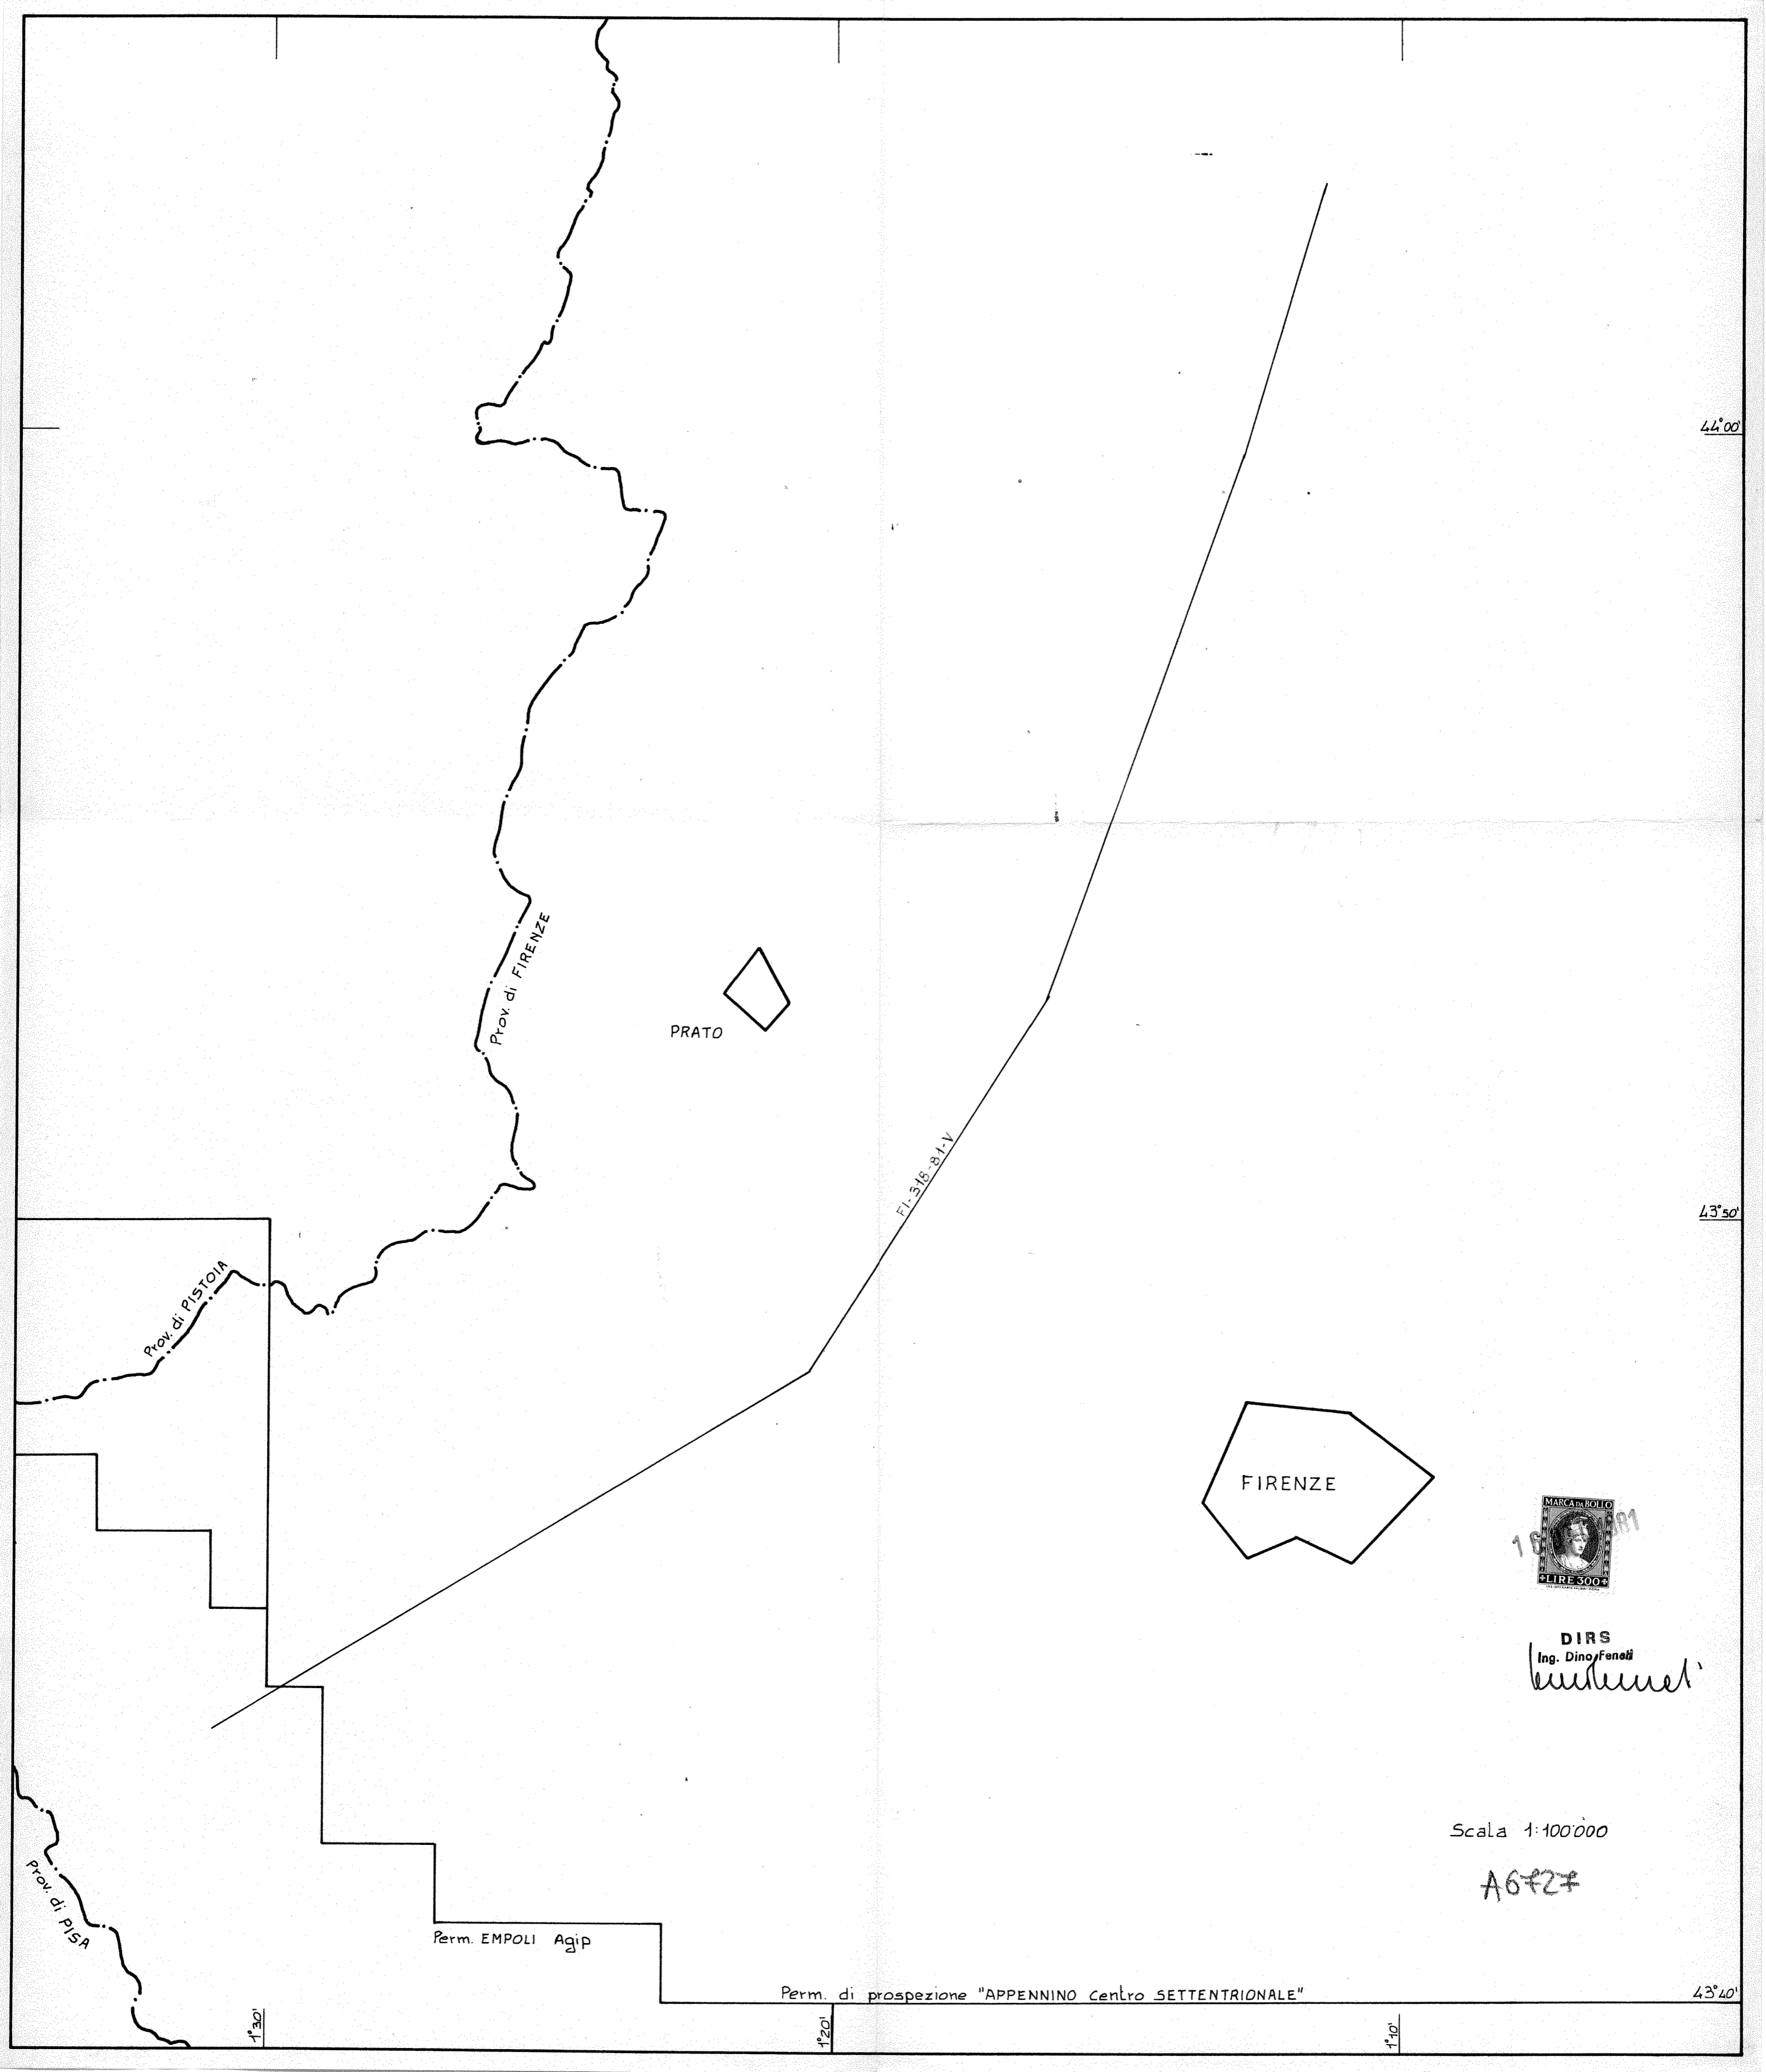 44°00'
Prov. di FIRENZE
PRATO
FI-318-81-V
43°50'
Prov. di PISTOIA
FIRENZE
MARCA DA BOLLO
LIRE 300
DIRS
Ing. Dino Fenati
Scala 1:100'000
A6727
Prov. di PISA
Perm. EMPOLI Agip
Perm. di prospezione "APPENNINO Centro SETTENTRIONALE"
43°40'
1°30'
1°20'
1°10'